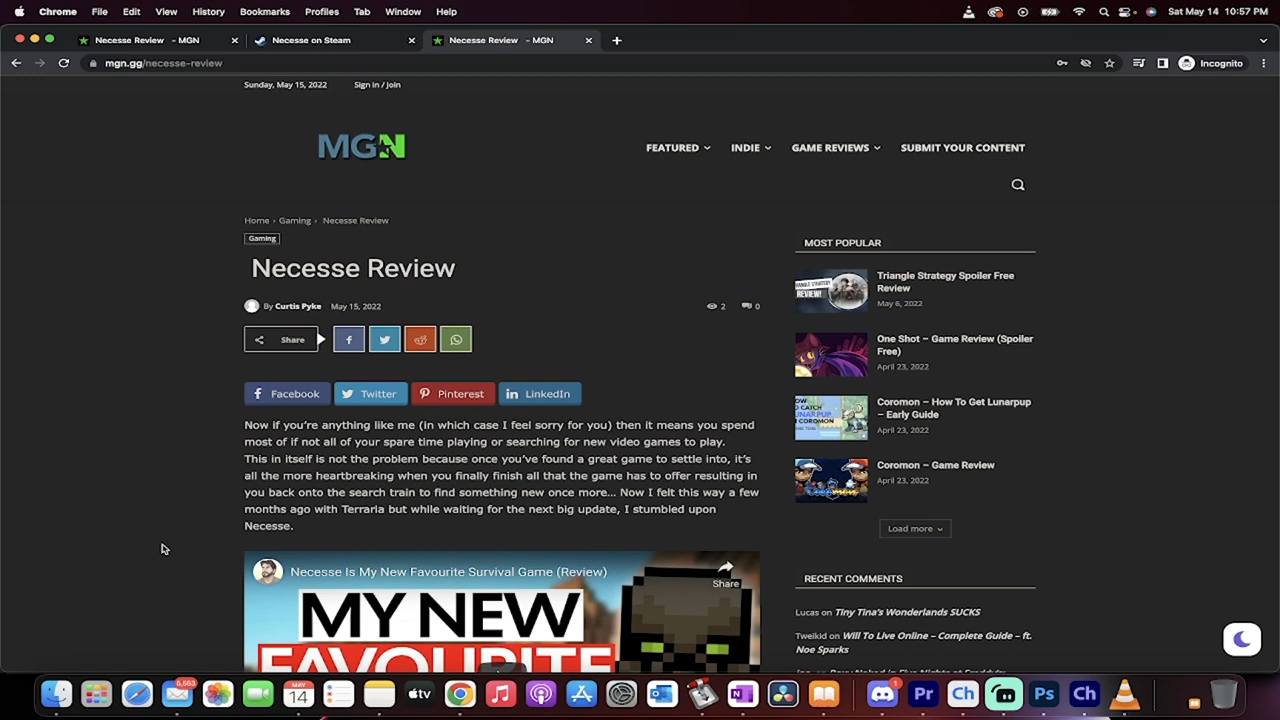 Chrome File Edit View History Bookmarks Profiles Tab Window Help Sat May 14 10:57 PM
Necesse Review - MGN Necesse on Steam Necesse Review - MGN
mgn.gg/necesse-review Incognito
Sunday, May 15, 2022 Sign in / Join
MGN
FEATURED INDIE GAME REVIEWS SUBMIT YOUR CONTENT
Home › Gaming › Necesse Review
Gaming
Necesse Review
By Curtis Pyke May 15, 2022 2 0
Share
Facebook Twitter Pinterest LinkedIn
Now if you're anything like me (in which case I feel sorry for you) then it means you spend
most of if not all of your spare time playing or searching for new video games to play.
This in itself is not the problem because once you've found a great game to settle into, it's
all the more heartbreaking when you finally finish all that the game has to offer resulting in
you back onto the search train to find something new once more... Now I felt this way a few
months ago with Terraria but while waiting for the next big update, I stumbled upon
Necesse.
Necesse Is My New Favourite Survival Game (Review)
Share
MY NEW
FAVOURITE
MOST POPULAR
Triangle Strategy Spoiler Free
Review
May 6, 2022
One Shot – Game Review (Spoiler
Free)
April 23, 2022
Coromon – How To Get Lunarpup
– Early Guide
April 23, 2022
Coromon – Game Review
April 23, 2022
Load more
RECENT COMMENTS
Lucas on Tiny Tina's Wonderlands SUCKS
Tweikid on Will To Live Online – Complete Guide – ft.
Noe Sparks
6,663
MAY
14
tv
1
Pr
Ch
Ps
Ch